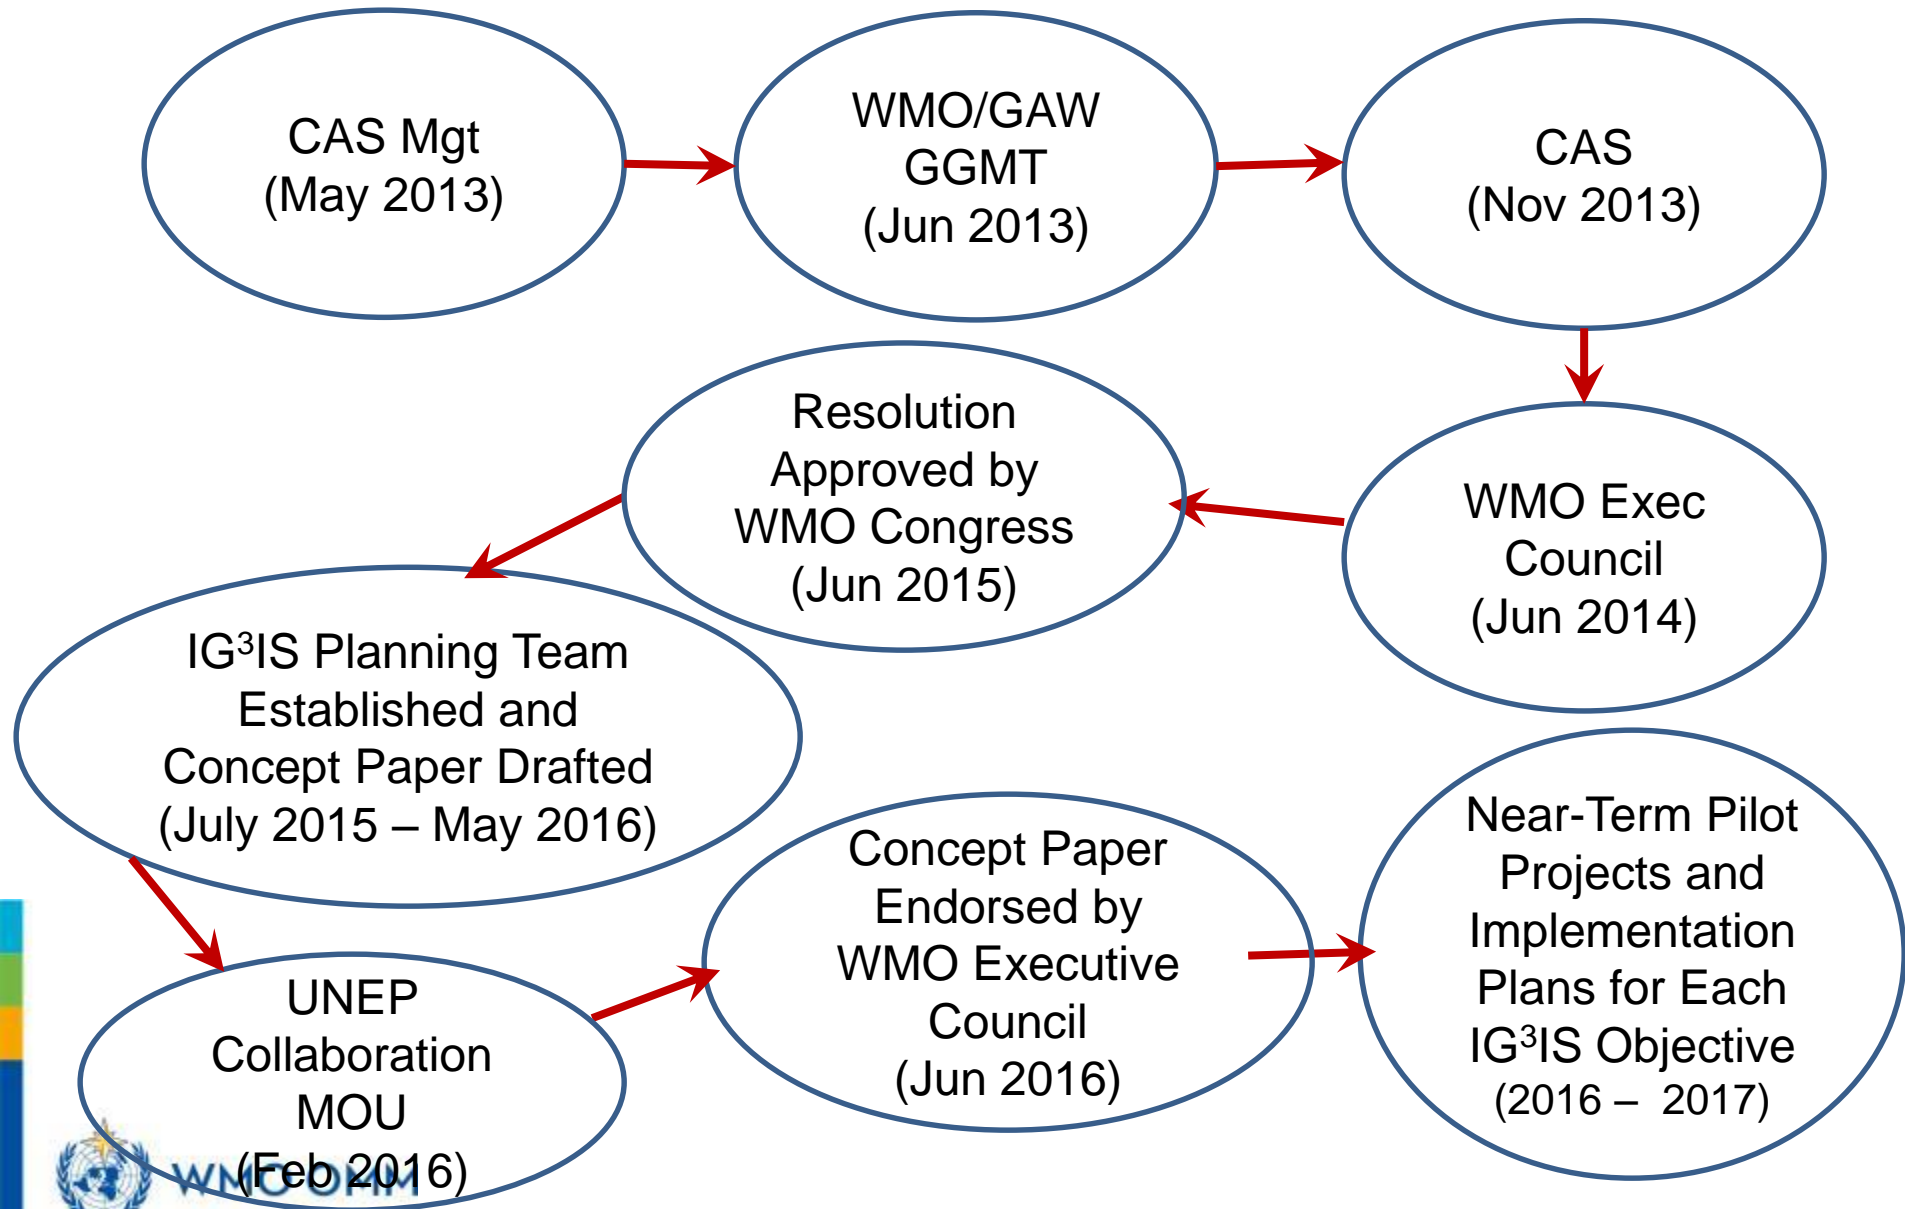 CAS Mgt
(May 2013)
WMO/GAW
GGMT
(Jun 2013)
CAS
(Nov 2013)
WMO Exec
Council
(Jun 2014)
Resolution
Approved by
WMO Congress
(Jun 2015)
IG³IS Planning Team
Established and
Concept Paper Drafted
(July 2015 – May 2016)
UNEP
Collaboration
MOU
(Feb 2016)
WMO OMM
Concept Paper
Endorsed by
WMO Executive
Council
(Jun 2016)
Near-Term Pilot
Projects and
Implementation
Plans for Each
IG³IS Objective
(2016 – 2017)